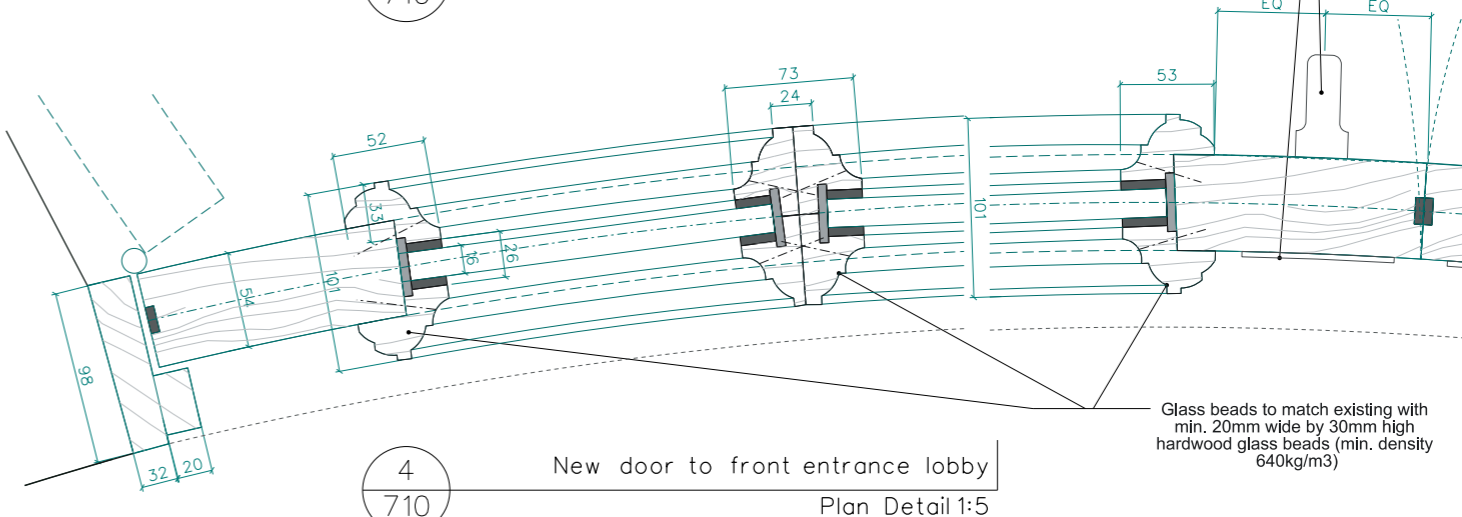 710
EQ
EQ
73
24
53
52
33
101
26
16
101
54
98
32
20
Glass beads to match existing with
min. 20mm wide by 30mm high
hardwood glass beads (min. density
640kg/m3)
4
710
New door to front entrance lobby
Plan Detail 1:5